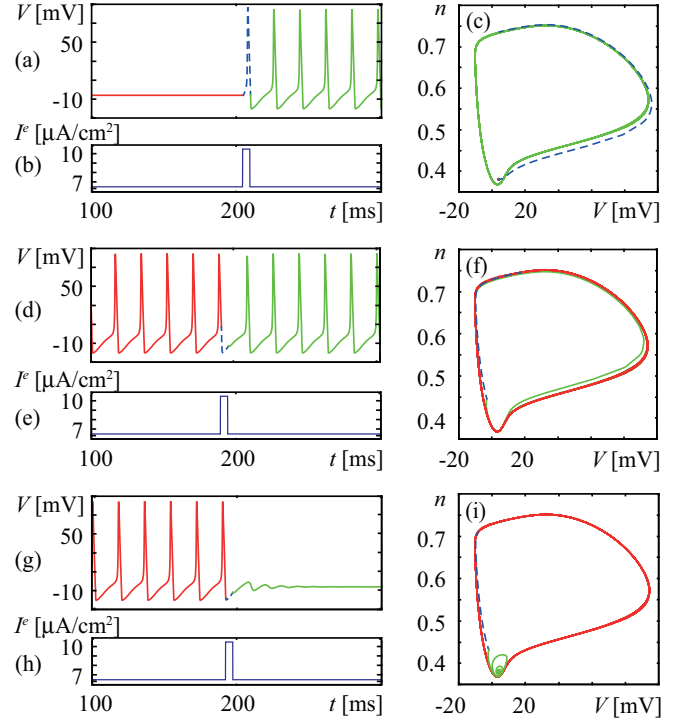 V [mV]
50
(a)
-10
I^e [µA/cm²]
(b)
10
7
100
200
t [ms]
n
(c)
0.7
0.6
0.5
0.4
-20
20
V [mV]
V [mV]
50
(d)
-10
I^e [µA/cm²]
(e)
10
7
100
200
t [ms]
n
(f)
0.7
0.6
0.5
0.4
-20
20
V [mV]
V [mV]
50
(g)
-10
I^e [µA/cm²]
(h)
10
7
100
200
t [ms]
n
(i)
0.7
0.6
0.5
0.4
-20
20
V [mV]